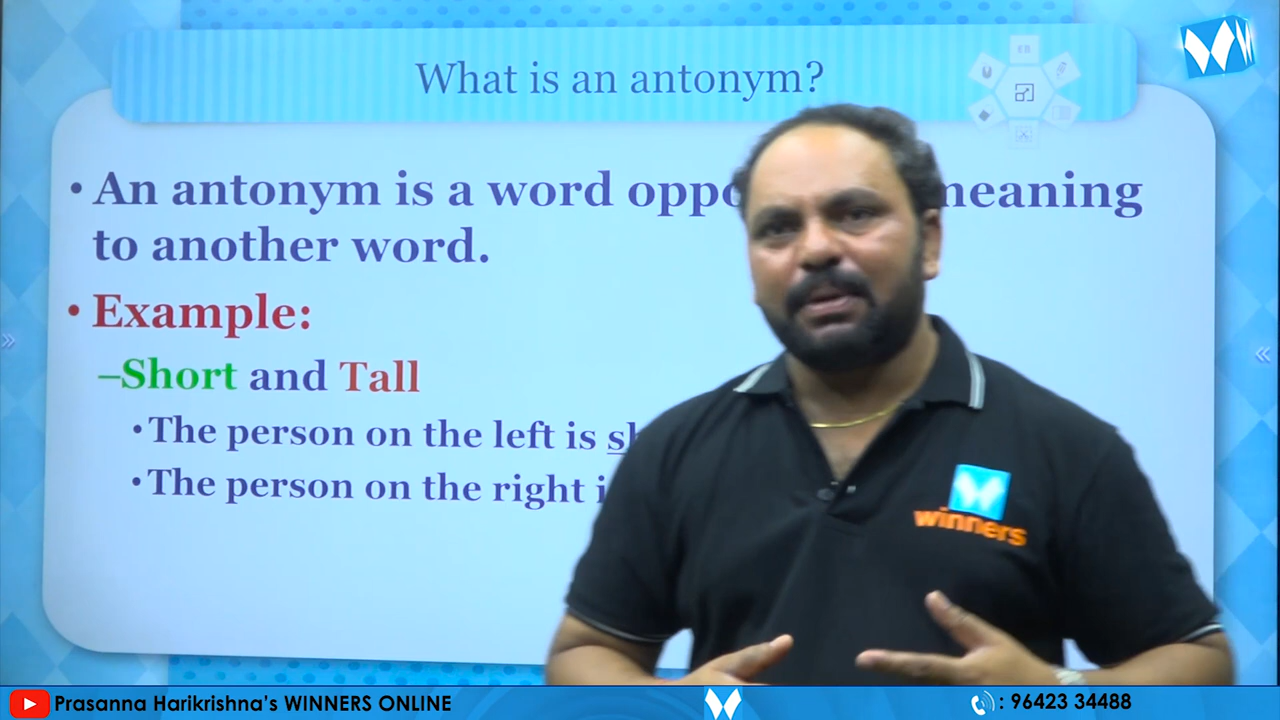 What is an antonym?
• An antonym is a word meaning
to another word.
• Example:
–Short and Tall
• The person on the left is
• The person on the right
winners
Prasanna Harikrishna's WINNERS ONLINE
: 96423 34488